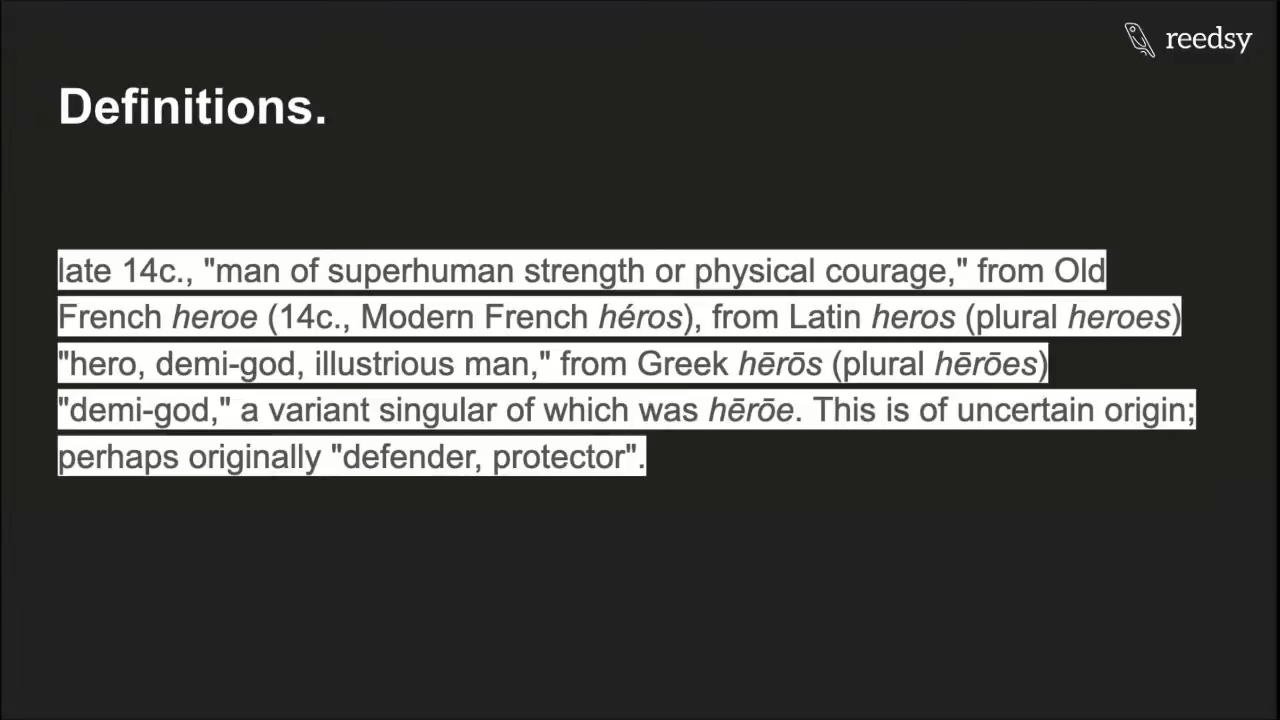 reedsy
Definitions.
late 14c., "man of superhuman strength or physical courage," from Old
French heroe (14c., Modern French héros), from Latin heros (plural heroes)
"hero, demi-god, illustrious man," from Greek hērōs (plural hērōes)
"demi-god," a variant singular of which was hērōe. This is of uncertain origin;
perhaps originally "defender, protector".